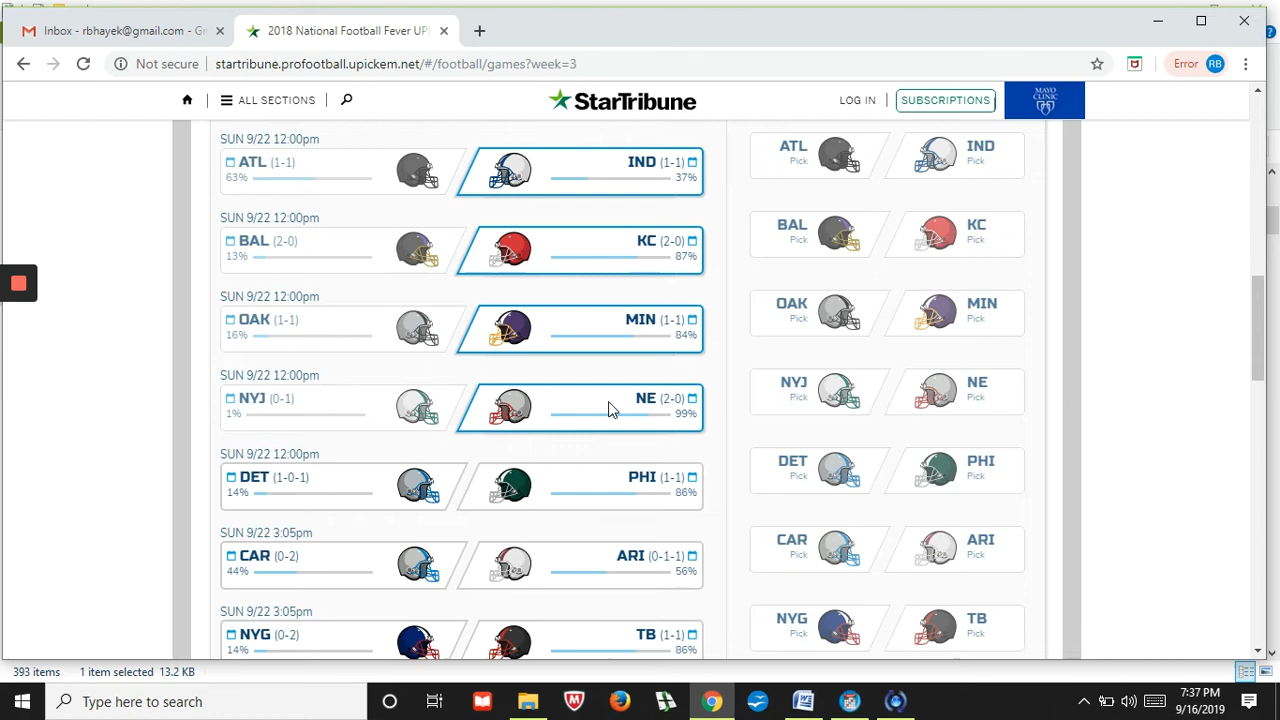 Inbox - rbhayek@gmail.com - Gm
2018 National Football Fever UPI
Not secure startribune.profootball.upickem.net/#/football/games?week=3
Error RB
ALL SECTIONS
StarTribune
LOG IN
SUBSCRIPTIONS
MAYO
CLINIC
SUN 9/22 12:00pm
ATL (1-1) IND (1-1)
63% 37%
ATL IND
Pick Pick
SUN 9/22 12:00pm
BAL (2-0) KC (2-0)
13% 87%
BAL KC
Pick Pick
SUN 9/22 12:00pm
OAK (1-1) MIN (1-1)
16% 84%
OAK MIN
Pick Pick
SUN 9/22 12:00pm
NYJ (0-1) NE (2-0)
1% 99%
NYJ NE
Pick Pick
SUN 9/22 12:00pm
DET (1-0-1) PHI (1-1)
14% 86%
DET PHI
Pick Pick
SUN 9/22 3:05pm
CAR (0-2) ARI (0-1-1)
44% 56%
CAR ARI
Pick Pick
SUN 9/22 3:05pm
NYG (0-2) TB (1-1)
14% 86%
NYG TB
Pick Pick
393 items 1 item selected 13.2 KB
Type here to search
7:37 PM
9/16/2019